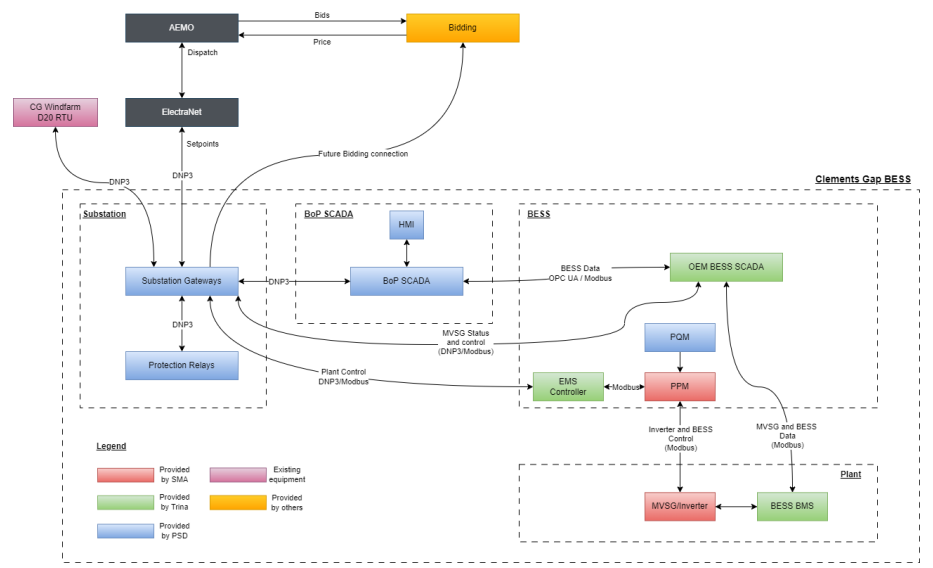 AEMO
Bids
Price
Bidding
Dispatch
CG Windfarm
D20 RTU
ElectraNet
Setpoints
DNP3
Future Bidding connection
DNP3
Clements Gap BESS
Substation
BoP SCADA
BESS
HMI
Substation Gateways
DNP3
BoP SCADA
BESS Data
OPC UA / Modbus
OEM BESS SCADA
DNP3
MVSG Status
and control
(DNP3/Modbus)
PQM
Protection Relays
Plant Control
DNP3/Modbus
EMS
Controller
Modbus
PPM
Inverter and BESS
Control
(Modbus)
MVSG and BESS
Data
(Modbus)
Legend
Provided
by SMA
Existing
equipment
Provided
by Trina
Provided
by others
Provided
by PSD
Plant
MVSG/Inverter
BESS BMS